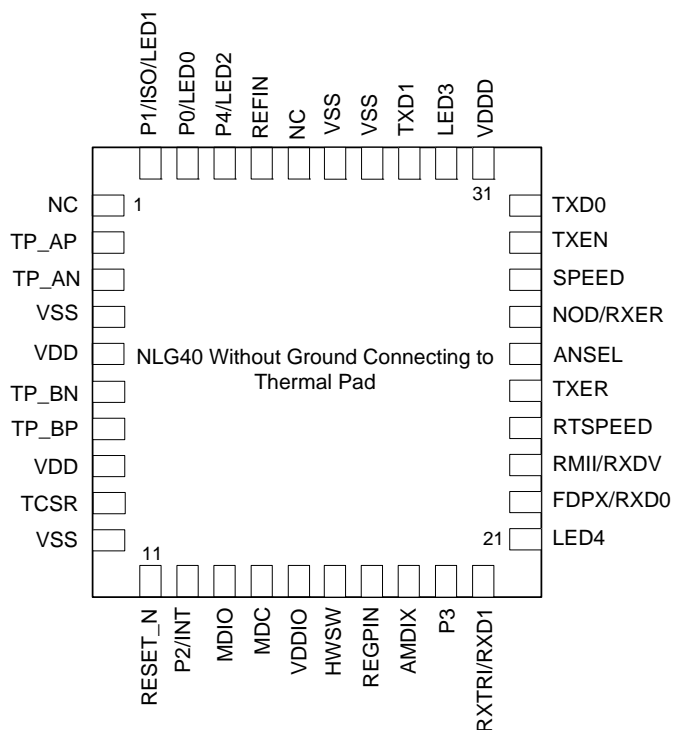 P1/ISO/LED1
P0/LED0
P4/LED2
REFIN
NC
VSS
VSS
TXD1
LED3
VDDD
31
NC
1
TP_AP
TP_AN
VSS
VDD
TP_BN
TP_BP
VDD
TCSR
VSS
NLG40 Without Ground Connecting to
Thermal Pad
TXD0
TXEN
SPEED
NOD/RXER
ANSEL
TXER
RTSPEED
RMII/RXDV
FDPX/RXD0
21
LED4
11
RESET_N
P2/INT
MDIO
MDC
VDDIO
HWSW
REGPIN
AMDIX
P3
RXTRI/RXD1